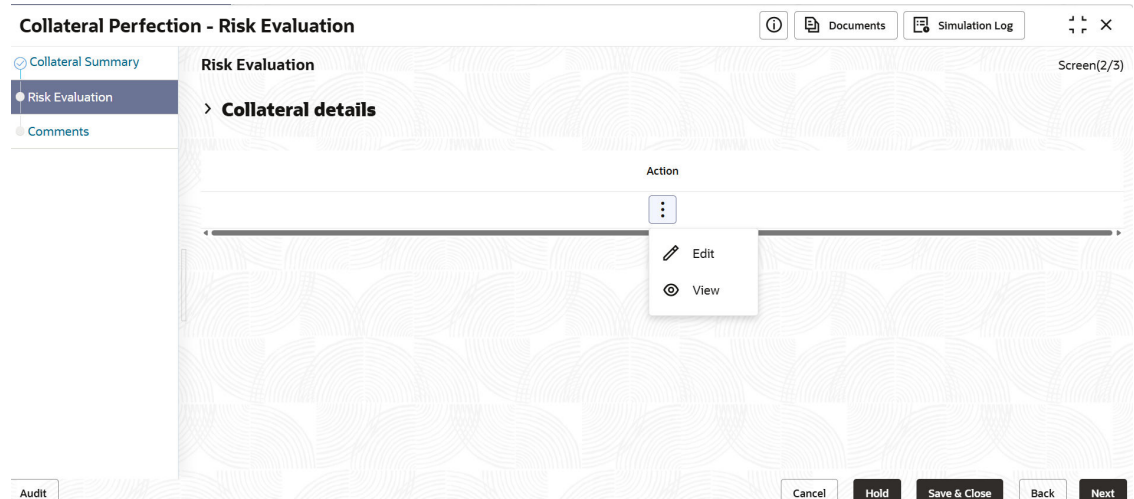 Collateral Perfection - Risk Evaluation
Documents
Simulation Log
Collateral Summary
Risk Evaluation
Comments
Risk Evaluation
Screen(2/3)
Collateral details
Action
Edit
View
Audit
Cancel
Hold
Save & Close
Back
Next